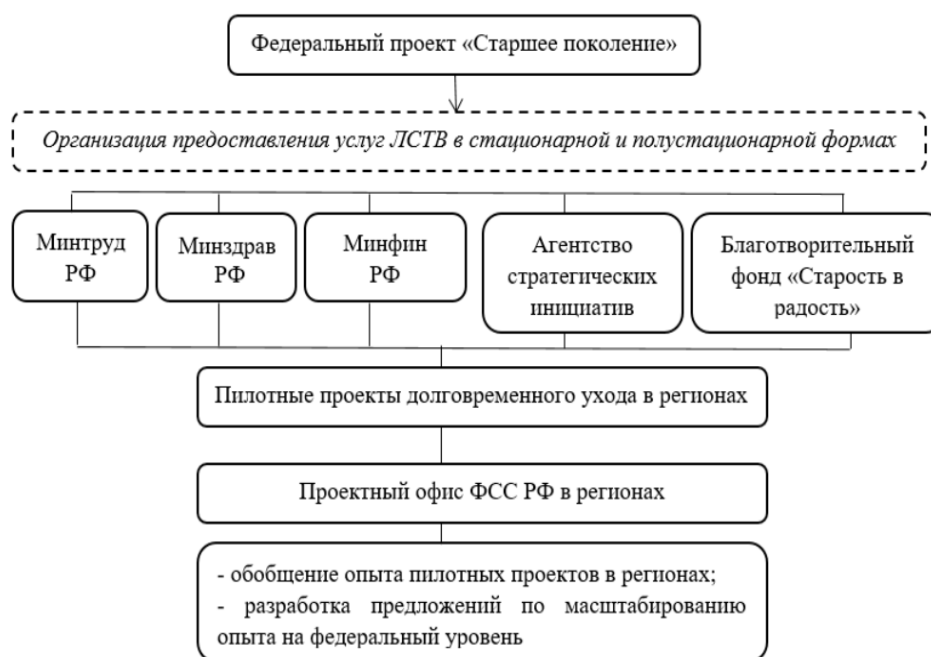 Федеральный проект «Старшее поколение»
Организация предоставления услуг ЛСТВ в стационарной и полустационарной формах
Минтруд
РФ
Минздрав
РФ
Минфин
РФ
Агентство
стратегических
инициатив
Благотворительный
фонд «Старость в
радость»
Пилотные проекты долговременного ухода в регионах
Проектный офис ФСС РФ в регионах
- обобщение опыта пилотных проектов в регионах;
- разработка предложений по масштабированию
опыта на федеральный уровень